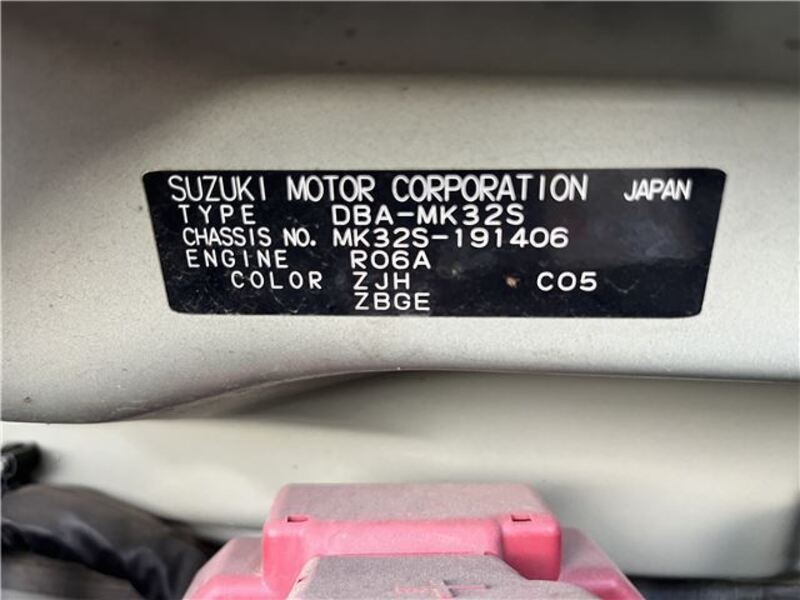 SUZUKI MOTOR CORPORATION JAPAN
TYPE DBA-MK32S
CHASSIS NO. MK32S-191406
ENGINE R06A
COLOR ZJH C05
ZBGE